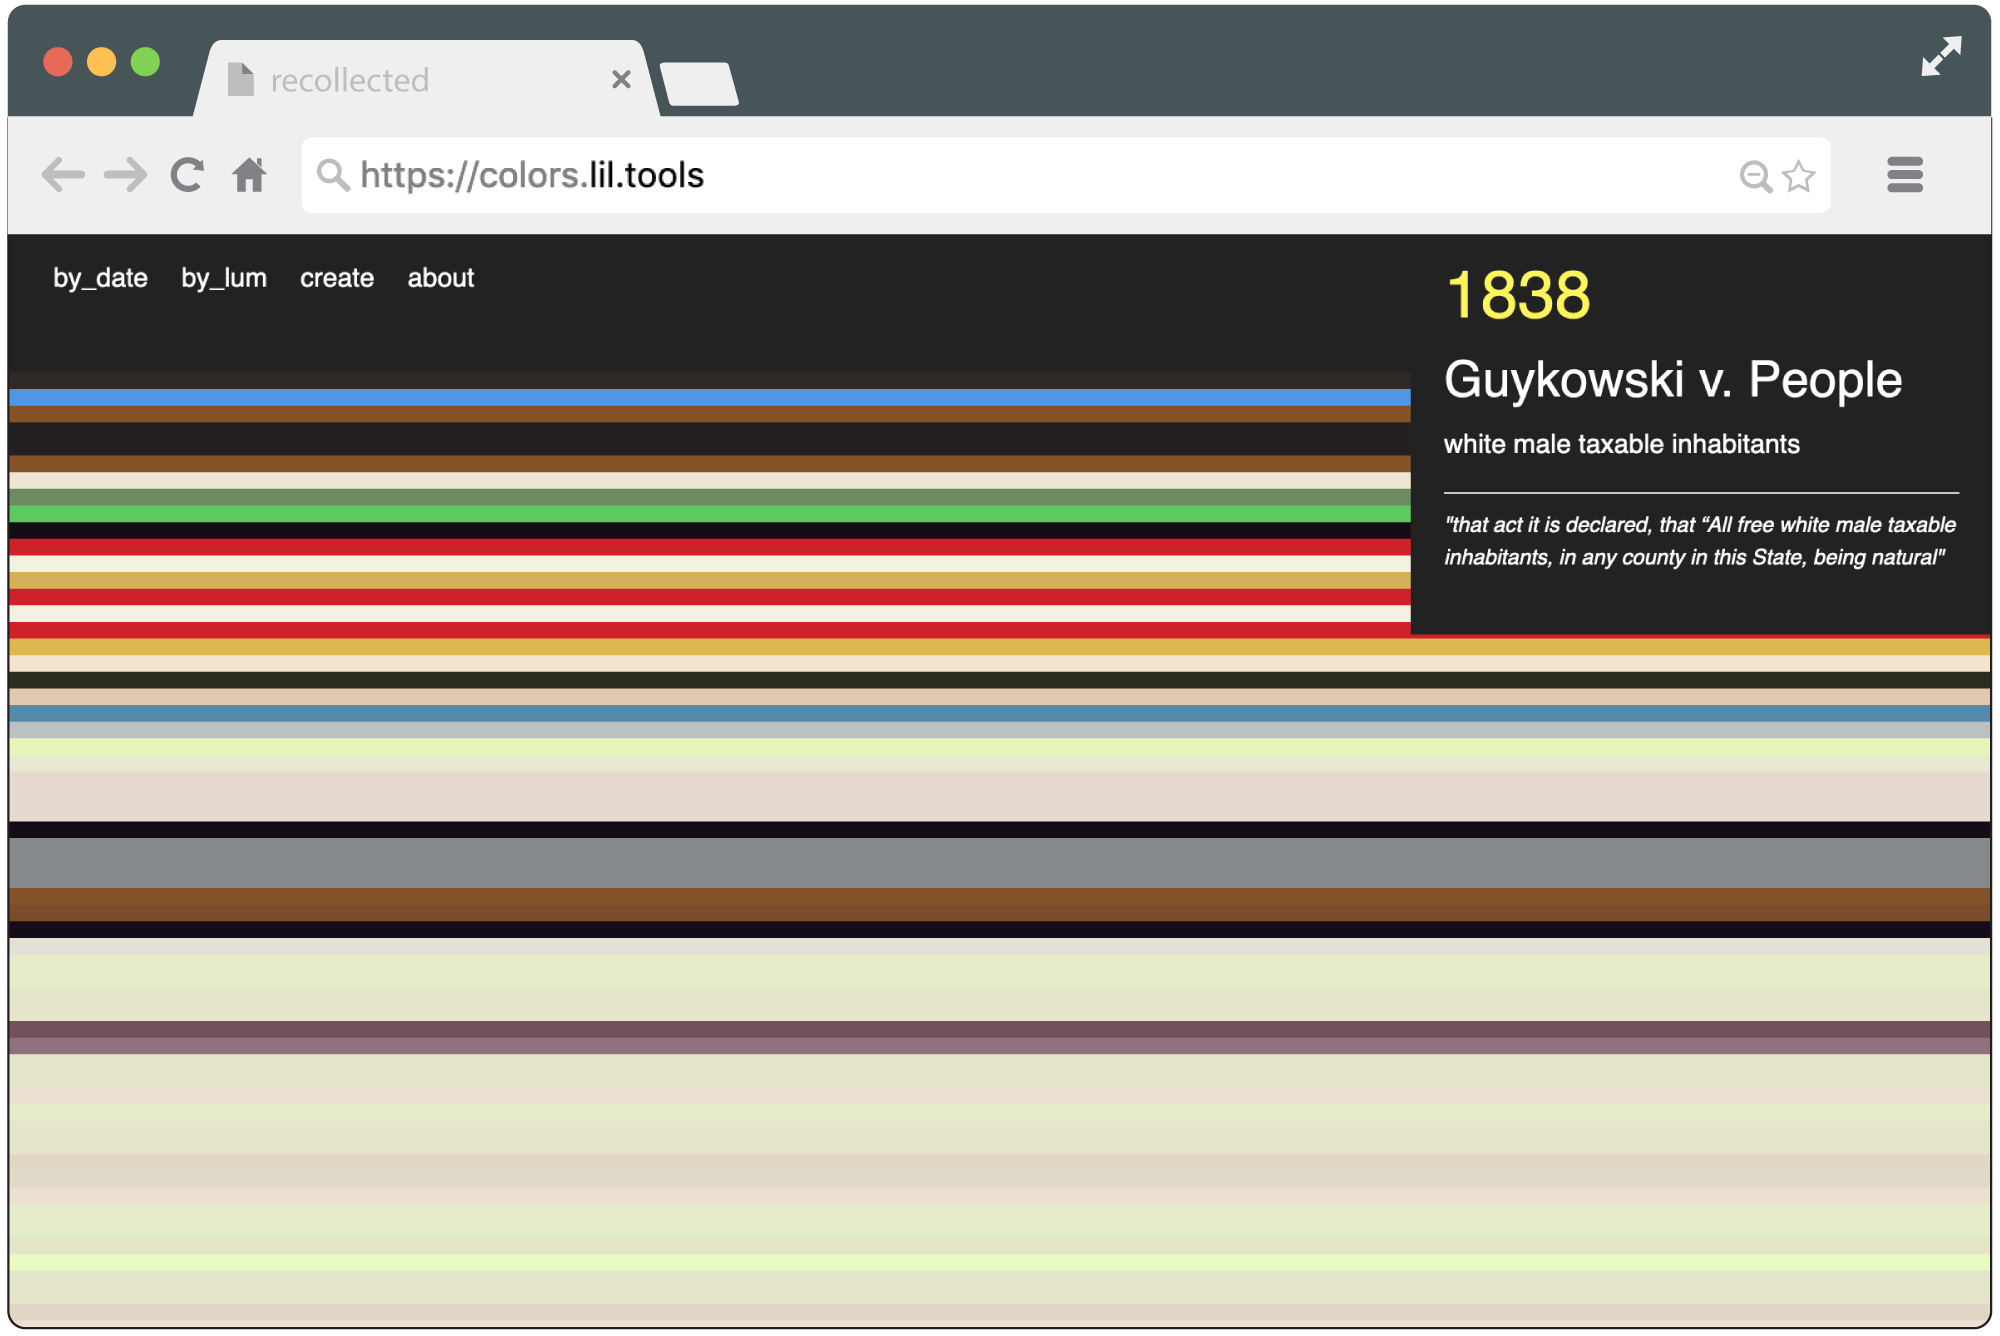 recollected
https://colors.lil.tools
by_date by_lum create about
1838
Guykowski v. People
white male taxable inhabitants
"that act it is declared, that “All free white male taxable
inhabitants, in any county in this State, being natural"